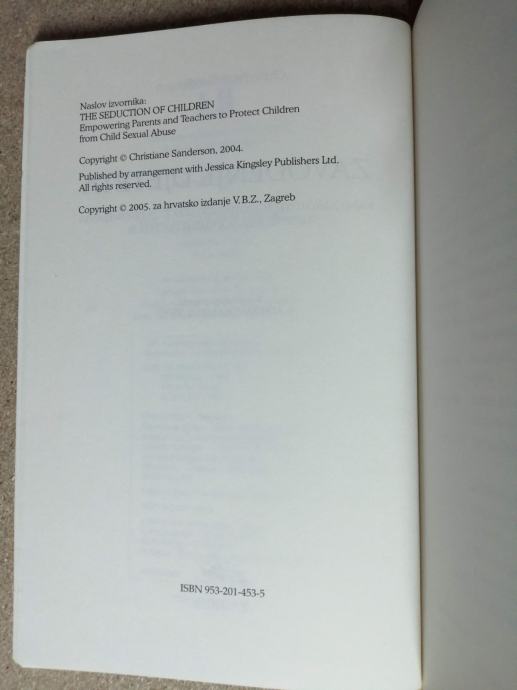 Naslov izvornika:
THE SEDUCTION OF CHILDREN
Empowering Parents and Teachers to Protect Children
from Child Sexual Abuse
Copyright © Christiane Sanderson, 2004.
Published by arrangement with Jessica Kingsley Publishers Ltd.
All rights reserved.
Copyright © 2005. za hrvatsko izdanje V.B.Z., Zagreb
ISBN 953-201-453-5